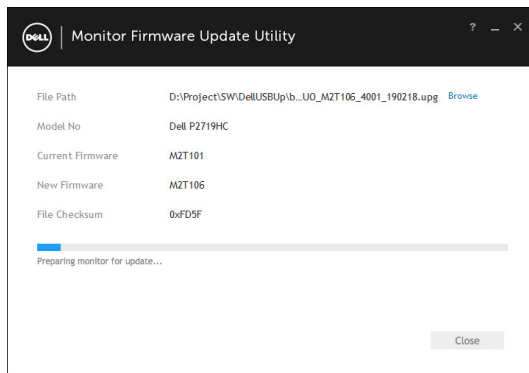 DELL Monitor Firmware Update Utility ?
File Path D:\Project\SW\DellUSBUp\b...UO_M2T106_4001_190218.upg Browse
Model No Dell P2719HC
Current Firmware M2T101
New Firmware M2T106
File Checksum 0xFD5F
Preparing monitor for update...
Close